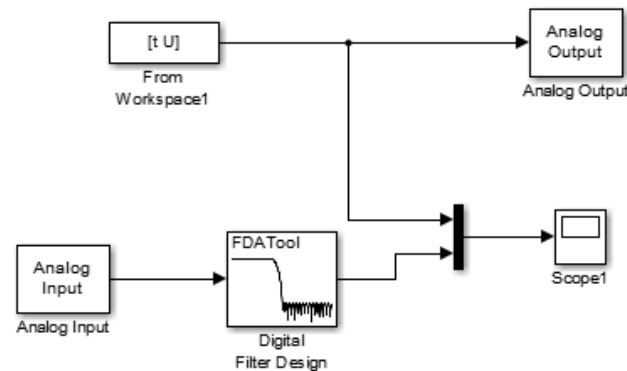 [t U]
From
Workspace1
Analog
Output
Analog Output
Analog
Input
Analog Input
FDATool
Digital
Filter Design
Scope1